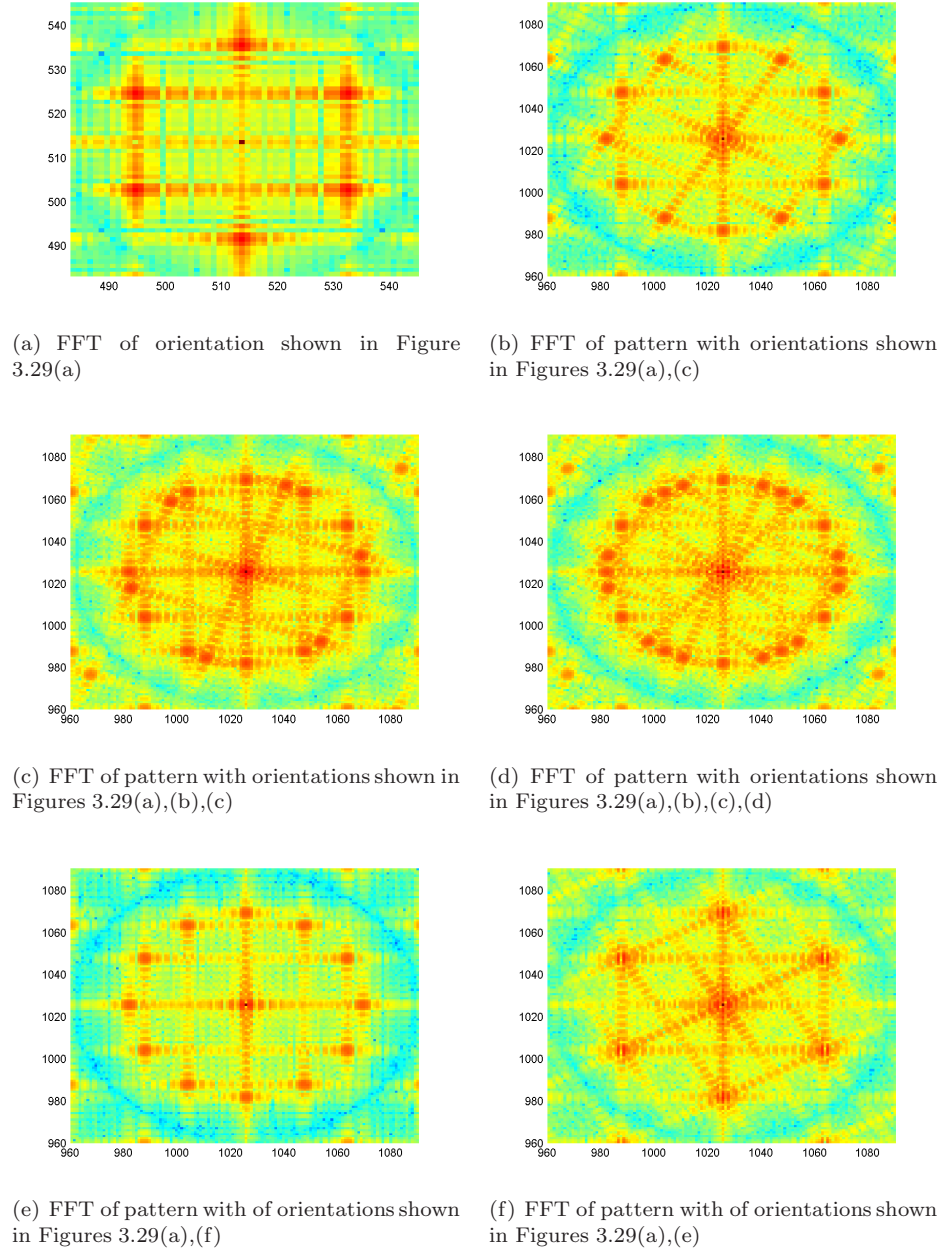 540
530
520
510
500
490
490 500 510 520 530 540
1080
1060
1040
1020
1000
980
960
960 980 1000 1020 1040 1060 1080
(a) FFT of orientation shown in Figure
3.29(a)
(b) FFT of pattern with orientations shown
in Figures 3.29(a),(c)
1080
1060
1040
1020
1000
980
960
960 980 1000 1020 1040 1060 1080
1080
1060
1040
1020
1000
980
960
960 980 1000 1020 1040 1060 1080
(c) FFT of pattern with orientations shown in
Figures 3.29(a),(b),(c)
(d) FFT of pattern with orientations shown
in Figures 3.29(a),(b),(c),(d)
1080
1060
1040
1020
1000
980
960
960 980 1000 1020 1040 1060 1080
1080
1060
1040
1020
1000
980
960
960 980 1000 1020 1040 1060 1080
(e) FFT of pattern with of orientations shown
in Figures 3.29(a),(f)
(f) FFT of pattern with of orientations shown
in Figures 3.29(a),(e)